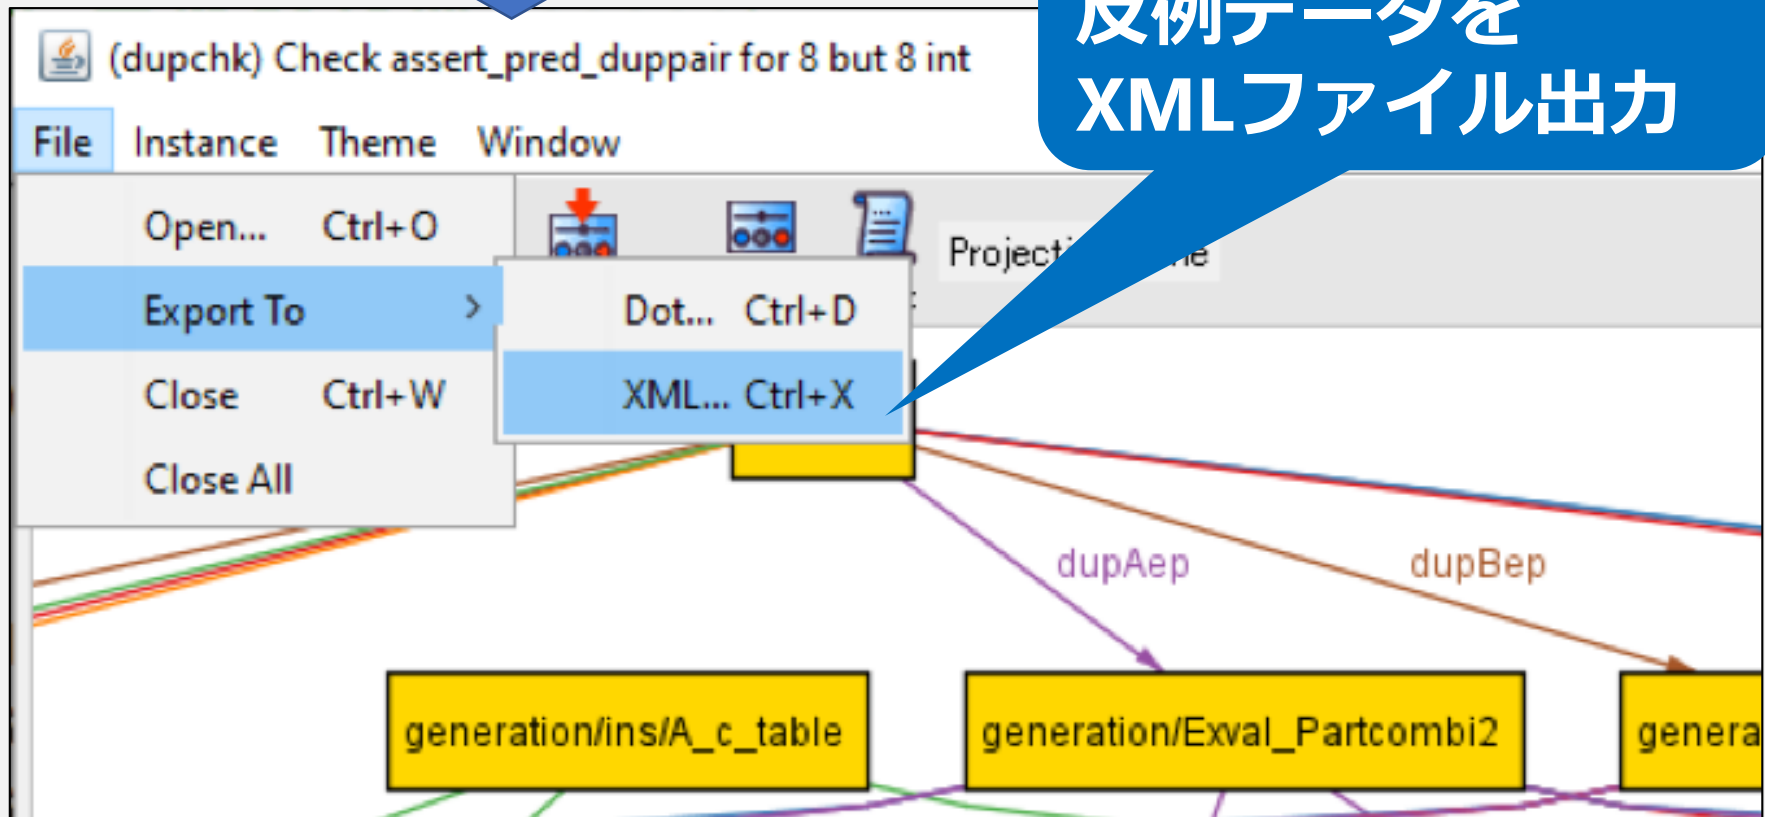 反例データを
XMLファイル出力
(dupchk) Check assert_pred_duppair for 8 but 8 int
File Instance Theme Window
Open... Ctrl+O
Export To >
Close Ctrl+W
Close All
Dot... Ctrl+D
XML... Ctrl+X
dupAep
dupBep
generation/ins/A_c_table
generation/Exval_Partcombi2
genera